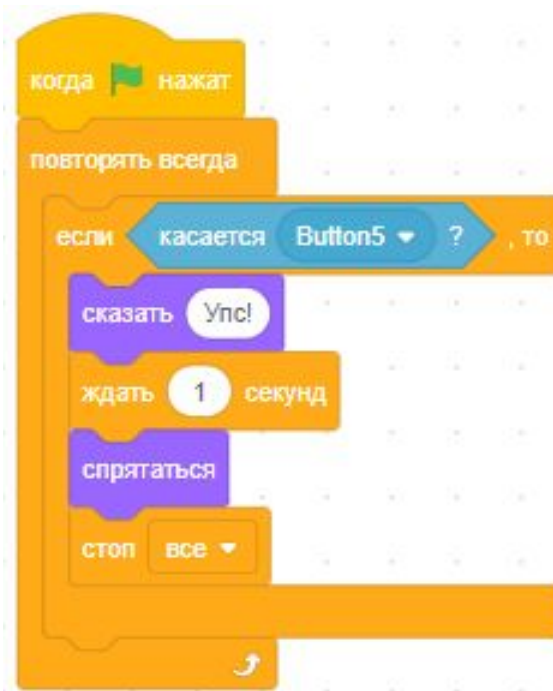 когда нажат
повторять всегда
если касается Button5 ? , то
сказать Упс!
ждать 1 секунд
спрятаться
стоп все